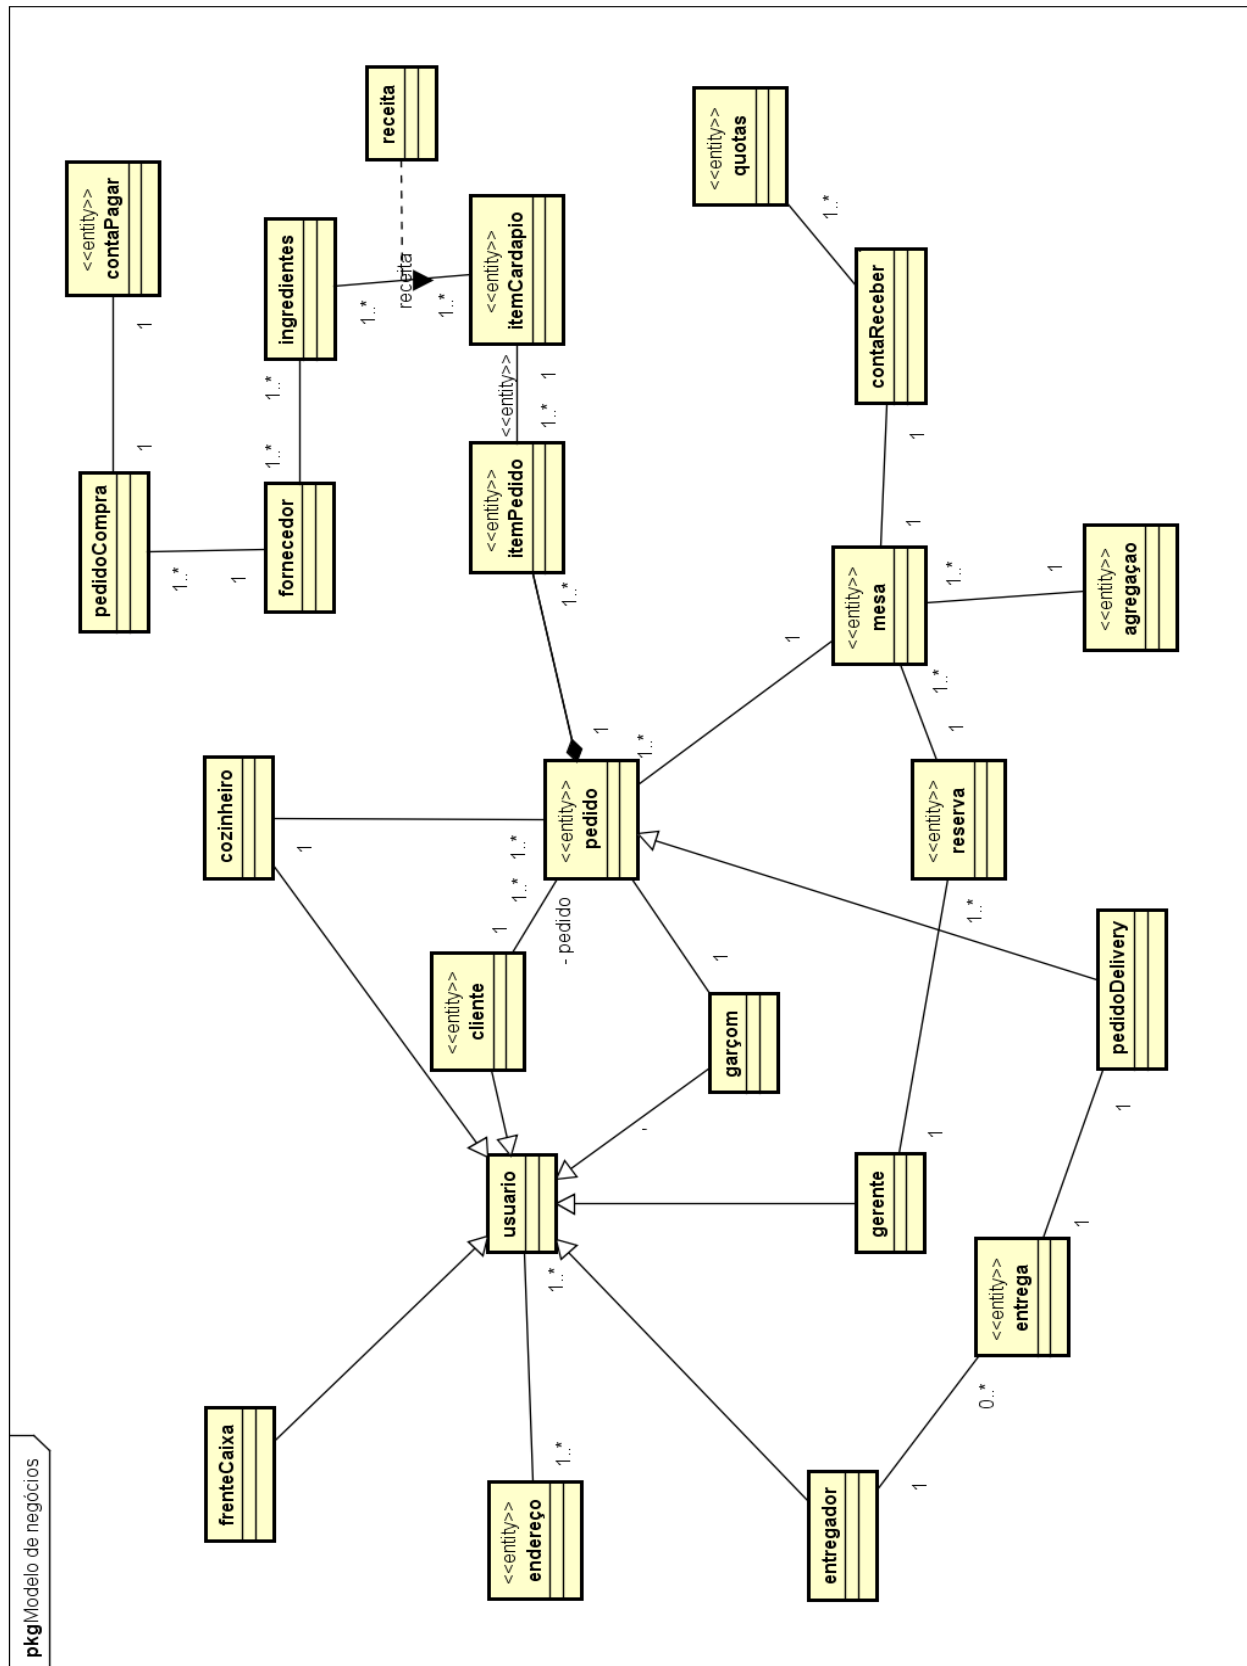 pkgModelo de negócios
<<entity>>
contaPagar
pedidoCompra
1
1
1..*
frenteCaixa
cozinheiro
1
1..*
1..*
fornecedor
ingredientes
1
1..*
receita
receita
1..*
<<entity>>
cliente
<<entity>>
itemPedido
<<entity>>
itemCardapio
1
<<entity>>
<<entity>>
endereço
usuario
1..*
1..*
1..*
1
1..*
1..*
- pedido
1..*
<<entity>>
pedido
1
-
1..*
1
<<entity>>
quotas
garçom
1
1..*
entregador
<<entity>>
mesa
gerente
contaReceber
1
1
1
1
<<entity>>
reserva
1..*
1..*
1
1..*
0..*
<<entity>>
entrega
1
1
<<entity>>
agregaçao
pedidoDelivery
1